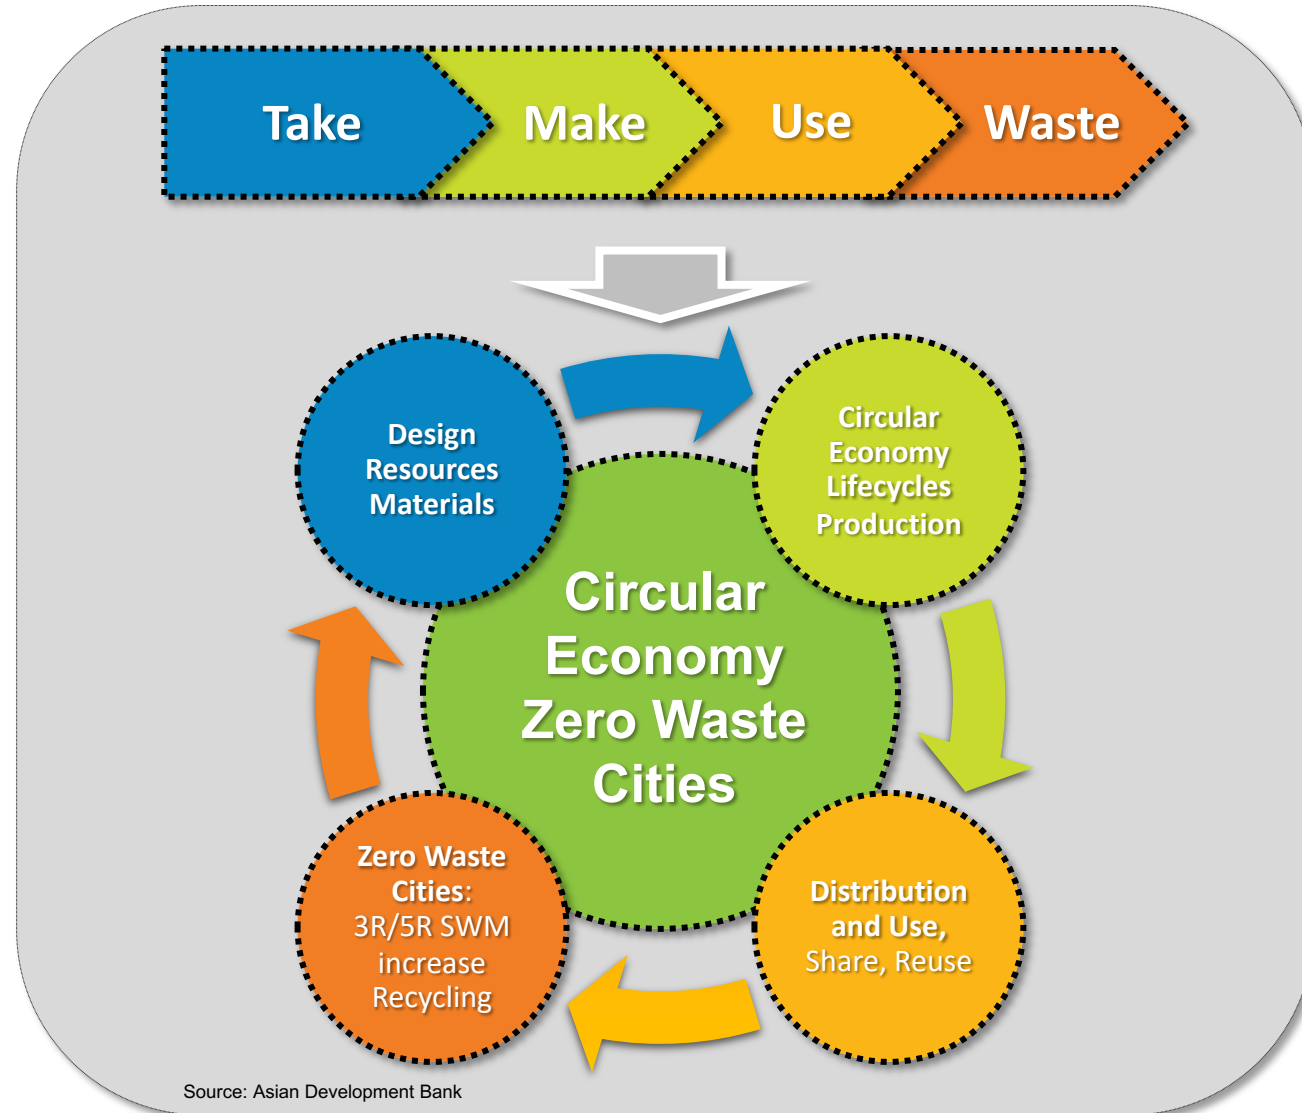 Take
Make
Use
Waste
Design
Resources
Materials
Circular
Economy
Lifecycles
Production
Circular
Economy
Zero Waste
Cities
Zero Waste
Cities:
3R/5R SWM
increase
Recycling
Distribution
and Use,
Share, Reuse
Source: Asian Development Bank